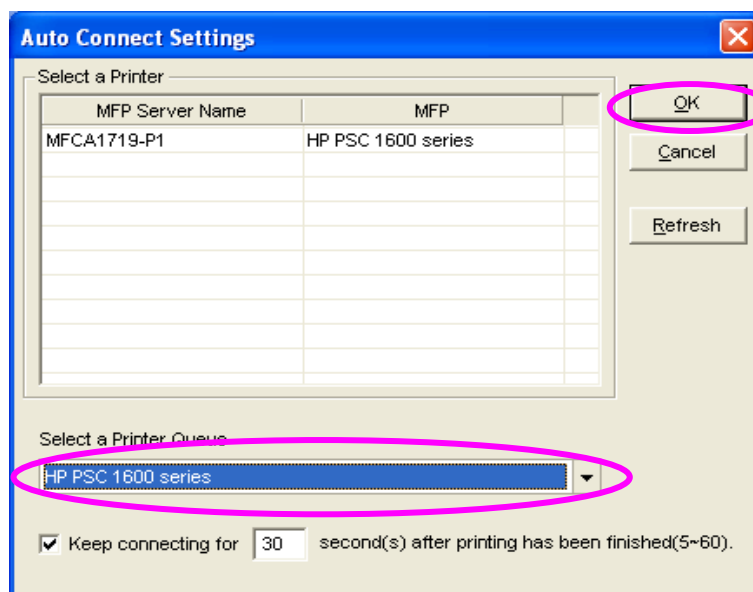 Auto Connect Settings
Select a Printer
MFP Server Name MFP
MFCA1719-P1 HP PSC 1600 series
OK
Cancel
Refresh
Select a Printer Queue
HP PSC 1600 series
Keep connecting for 30 second(s) after printing has been finished(5~60).